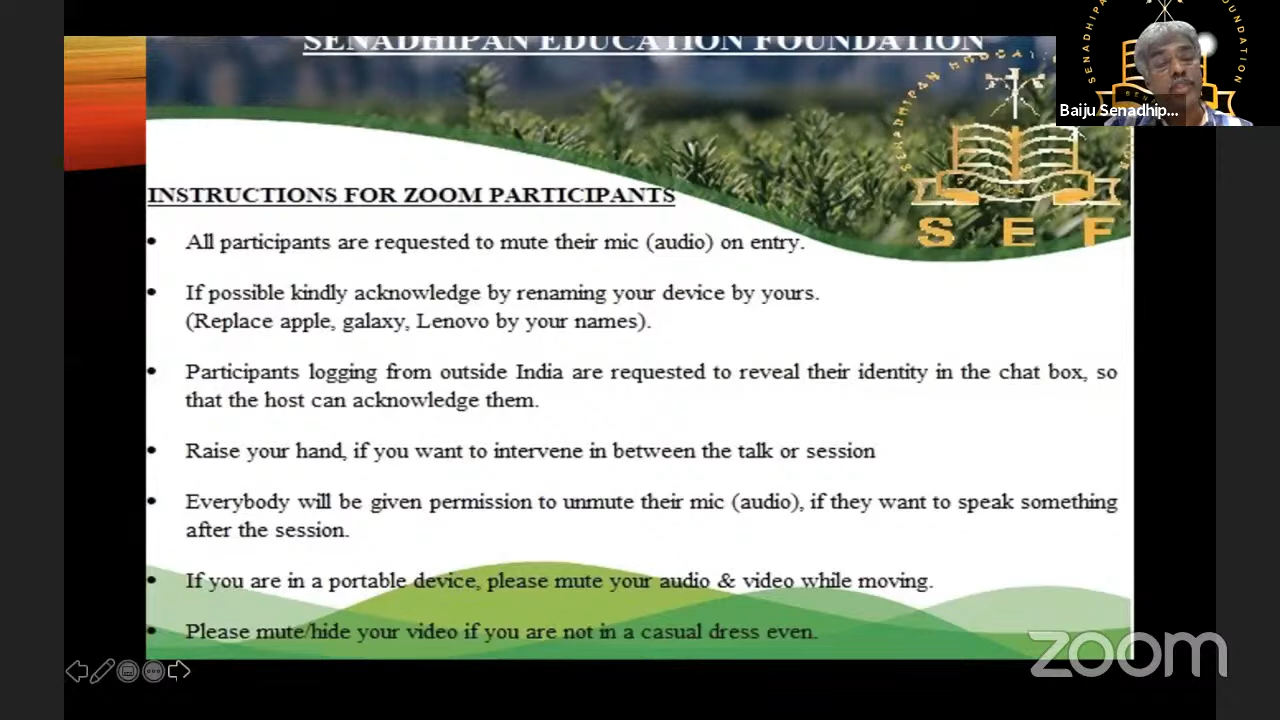 SENADHIPAN EDUCATION FOUNDATION
SENADHIPA
NDATION
Baiju Senadhip...
SENADHIPAN
INSTRUCTIONS FOR ZOOM PARTICIPANTS
S E F
• All participants are requested to mute their mic (audio) on entry.
• If possible kindly acknowledge by renaming your device by yours.
(Replace apple, galaxy, Lenovo by your names).
• Participants logging from outside India are requested to reveal their identity in the chat box, so
that the host can acknowledge them.
• Raise your hand, if you want to intervene in between the talk or session
• Everybody will be given permission to unmute their mic (audio), if they want to speak something
after the session.
• If you are in a portable device, please mute your audio & video while moving.
• Please mute/hide your video if you are not in a casual dress even.
zoom